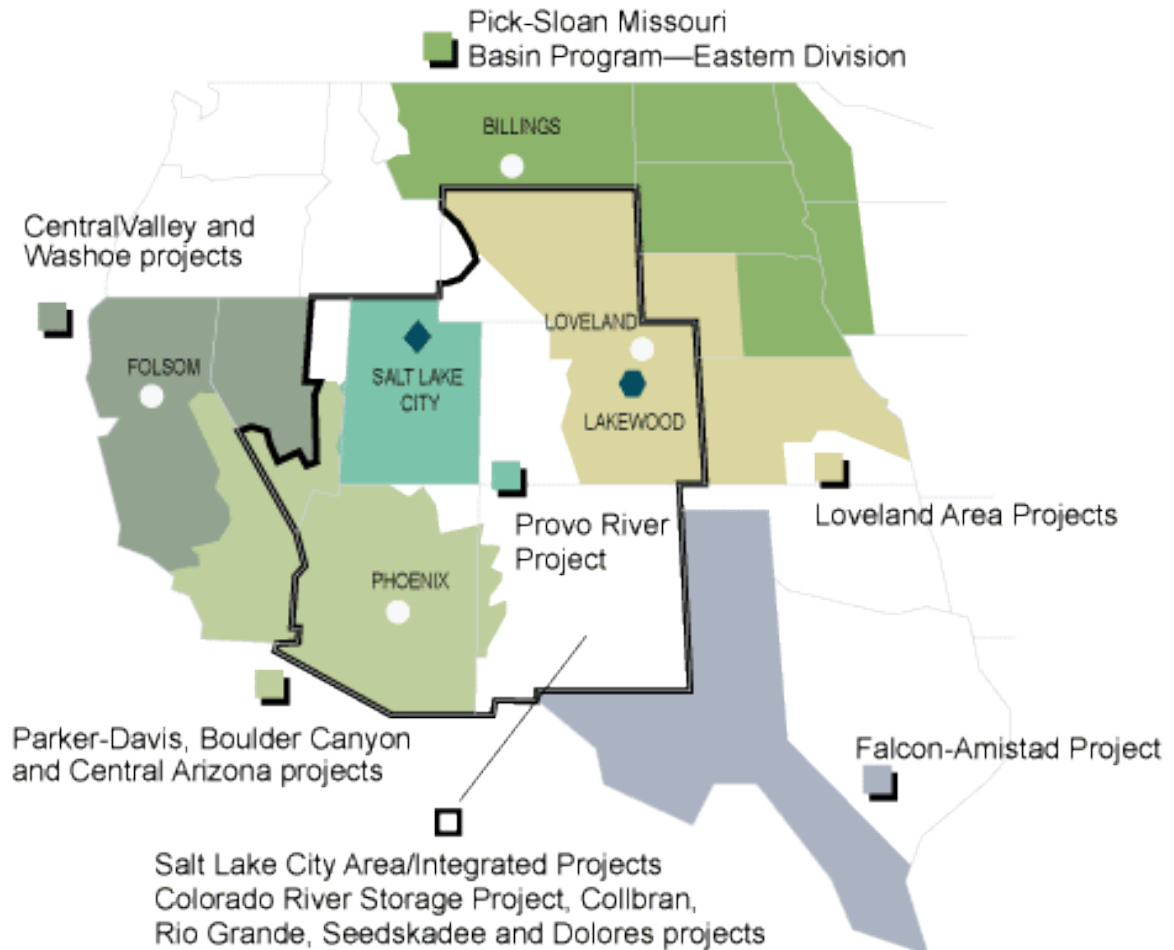 Pick-Sloan Missouri
Basin Program—Eastern Division
BILLINGS
CentralValley and
Washoe projects
LOVELAND
FOLSOM
SALT LAKE
CITY
LAKEWOOD
Provo River
Project
Loveland Area Projects
PHOENIX
Parker-Davis, Boulder Canyon
and Central Arizona projects
Falcon-Amistad Project
Salt Lake City Area/Integrated Projects
Colorado River Storage Project, Collbran,
Rio Grande, Seedskadee and Dolores projects